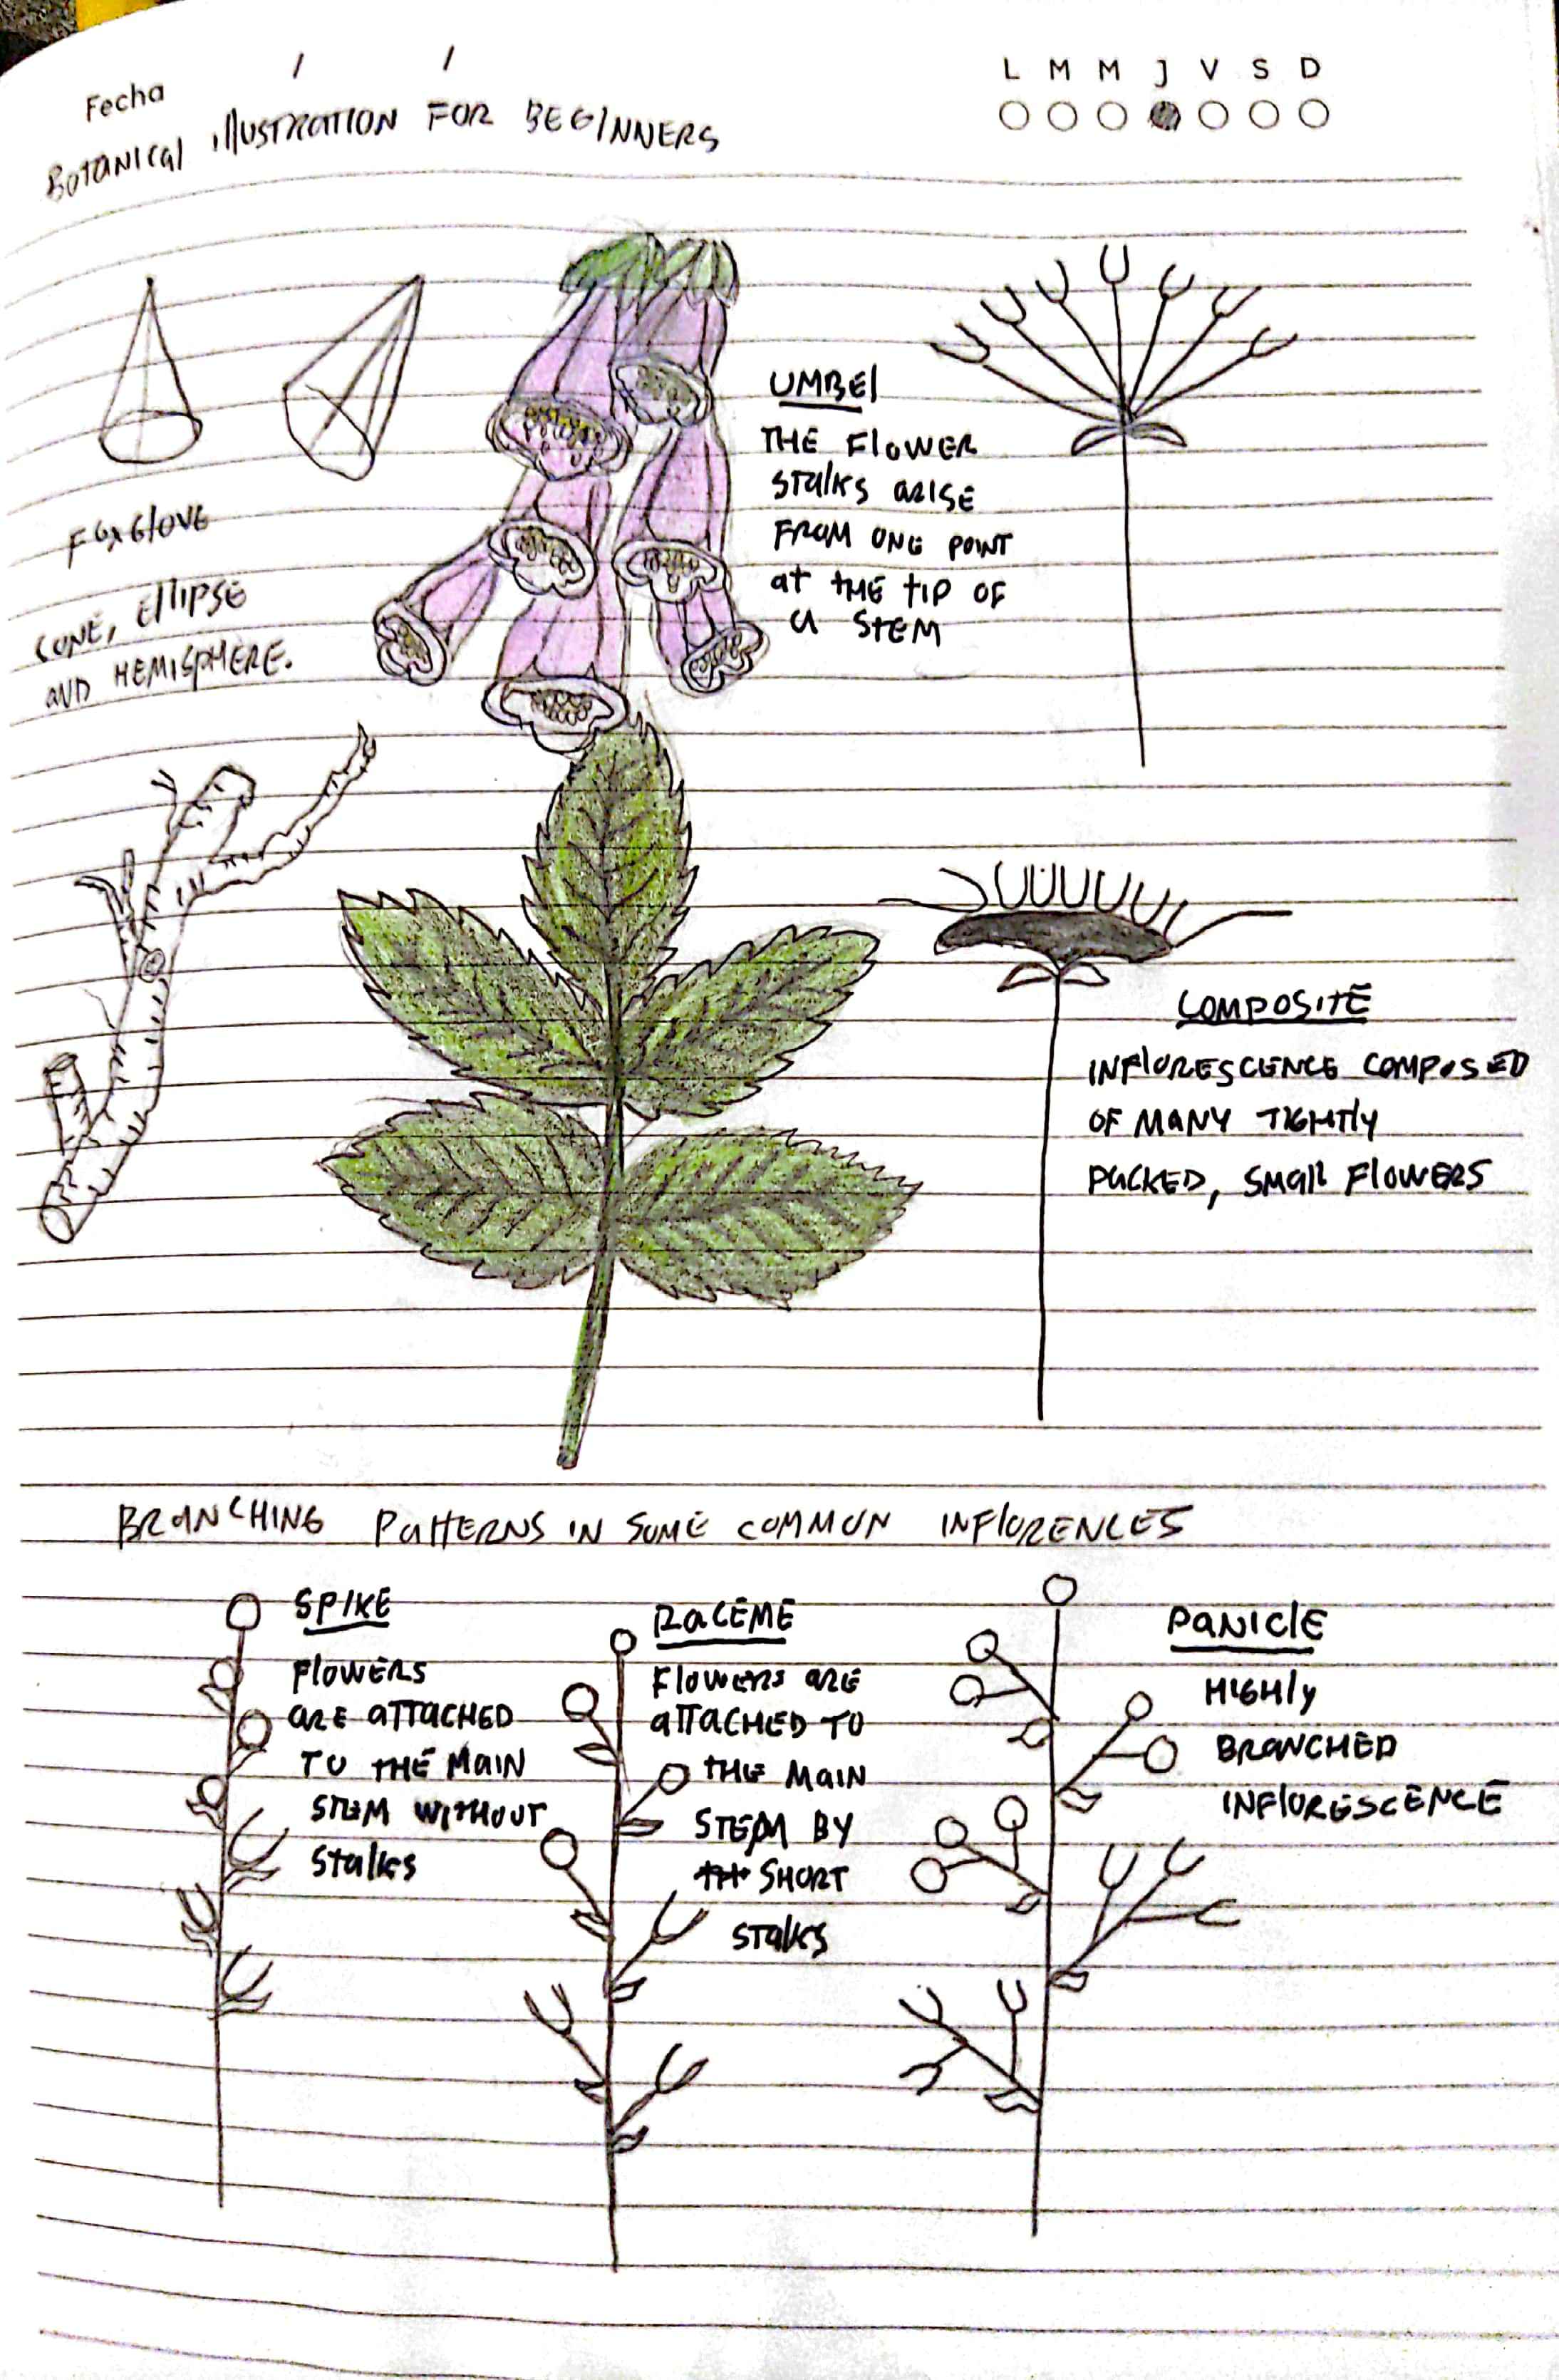 Fecha / /
L M M J V S D
BOTANICAL ILLUSTRATION FOR BEGINNERS
FOXGLOVE
CONE, EllIPSE
AND HEMISPHERE.
UMBEl
THE FLOWER
STAlKS ARISE
FROM ONE POINT
AT THE TIP OF
A STEM
COMPOSITE
INFlORESCENCE COMPOSED
OF MANY TIGHTly
PACKED, SMAll FlOWERS
BRANCHING PATTERNS IN SOME COMMON INFlORENCES
SPIKE
FlOWERS
ARE ATTACHED
TO THE MAIN
STEM WITHOUT
STAlKS
RACEME
FlOWERS ARE
ATTACHED TO
THE MAIN
STEM BY
SHORT
STAlKS
PANIClE
HIGHly
BRANCHED
INFlORESCENCE